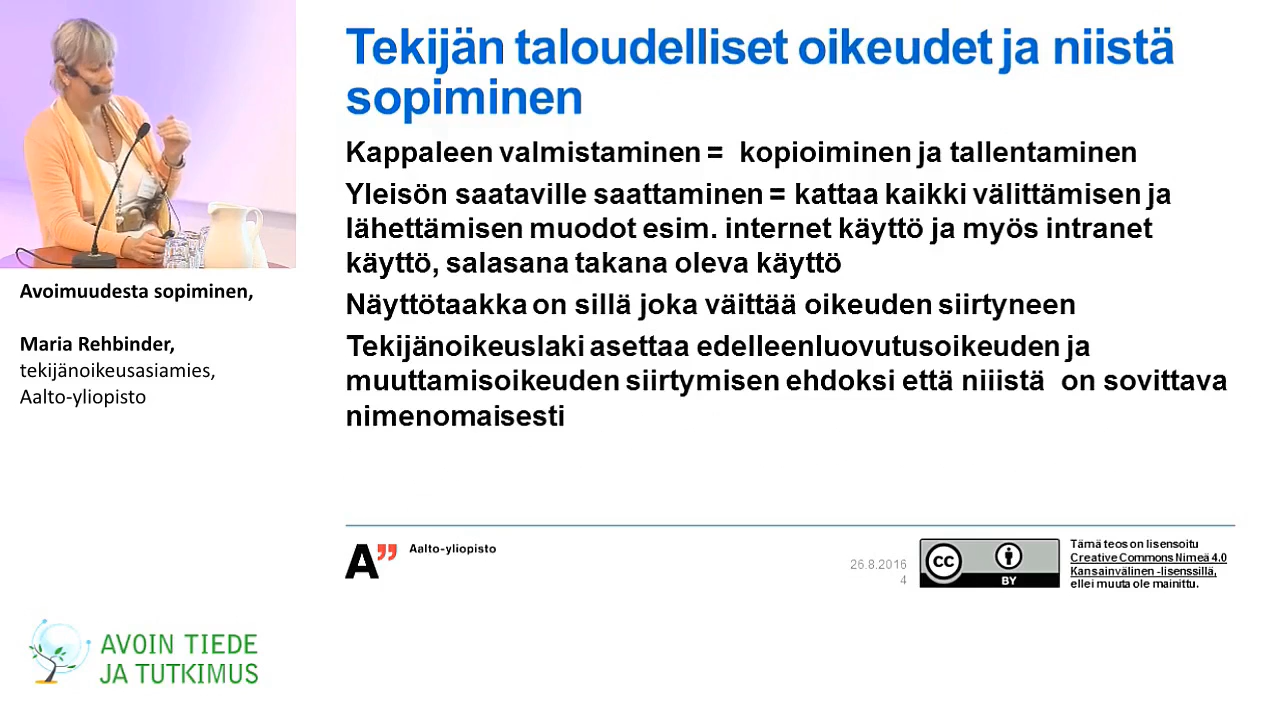 Tekijän taloudelliset oikeudet ja niistä
sopiminen
Kappaleen valmistaminen = kopioiminen ja tallentaminen
Yleisön saataville saattaminen = kattaa kaikki välittämisen ja
lähettämisen muodot esim. internet käyttö ja myös intranet
käyttö, salasana takana oleva käyttö
Näyttötaakka on sillä joka väittää oikeuden siirtyneen
Tekijänoikeuslaki asettaa edelleenluovutusoikeuden ja
muuttamisoikeuden siirtymisen ehdoksi että niiistä on sovittava
nimenomaisesti
Avoimuudesta sopiminen,
Maria Rehbinder,
tekijänoikeusasiamies,
Aalto-yliopisto
A”
Aalto-yliopisto
26.8.2016
4
CC
BY
Tämä teos on lisensoitu
Creative Commons Nimeä 4.0
Kansainvälinen -lisenssillä,
ellei muuta ole mainittu.
AVOIN TIEDE
JA TUTKIMUS